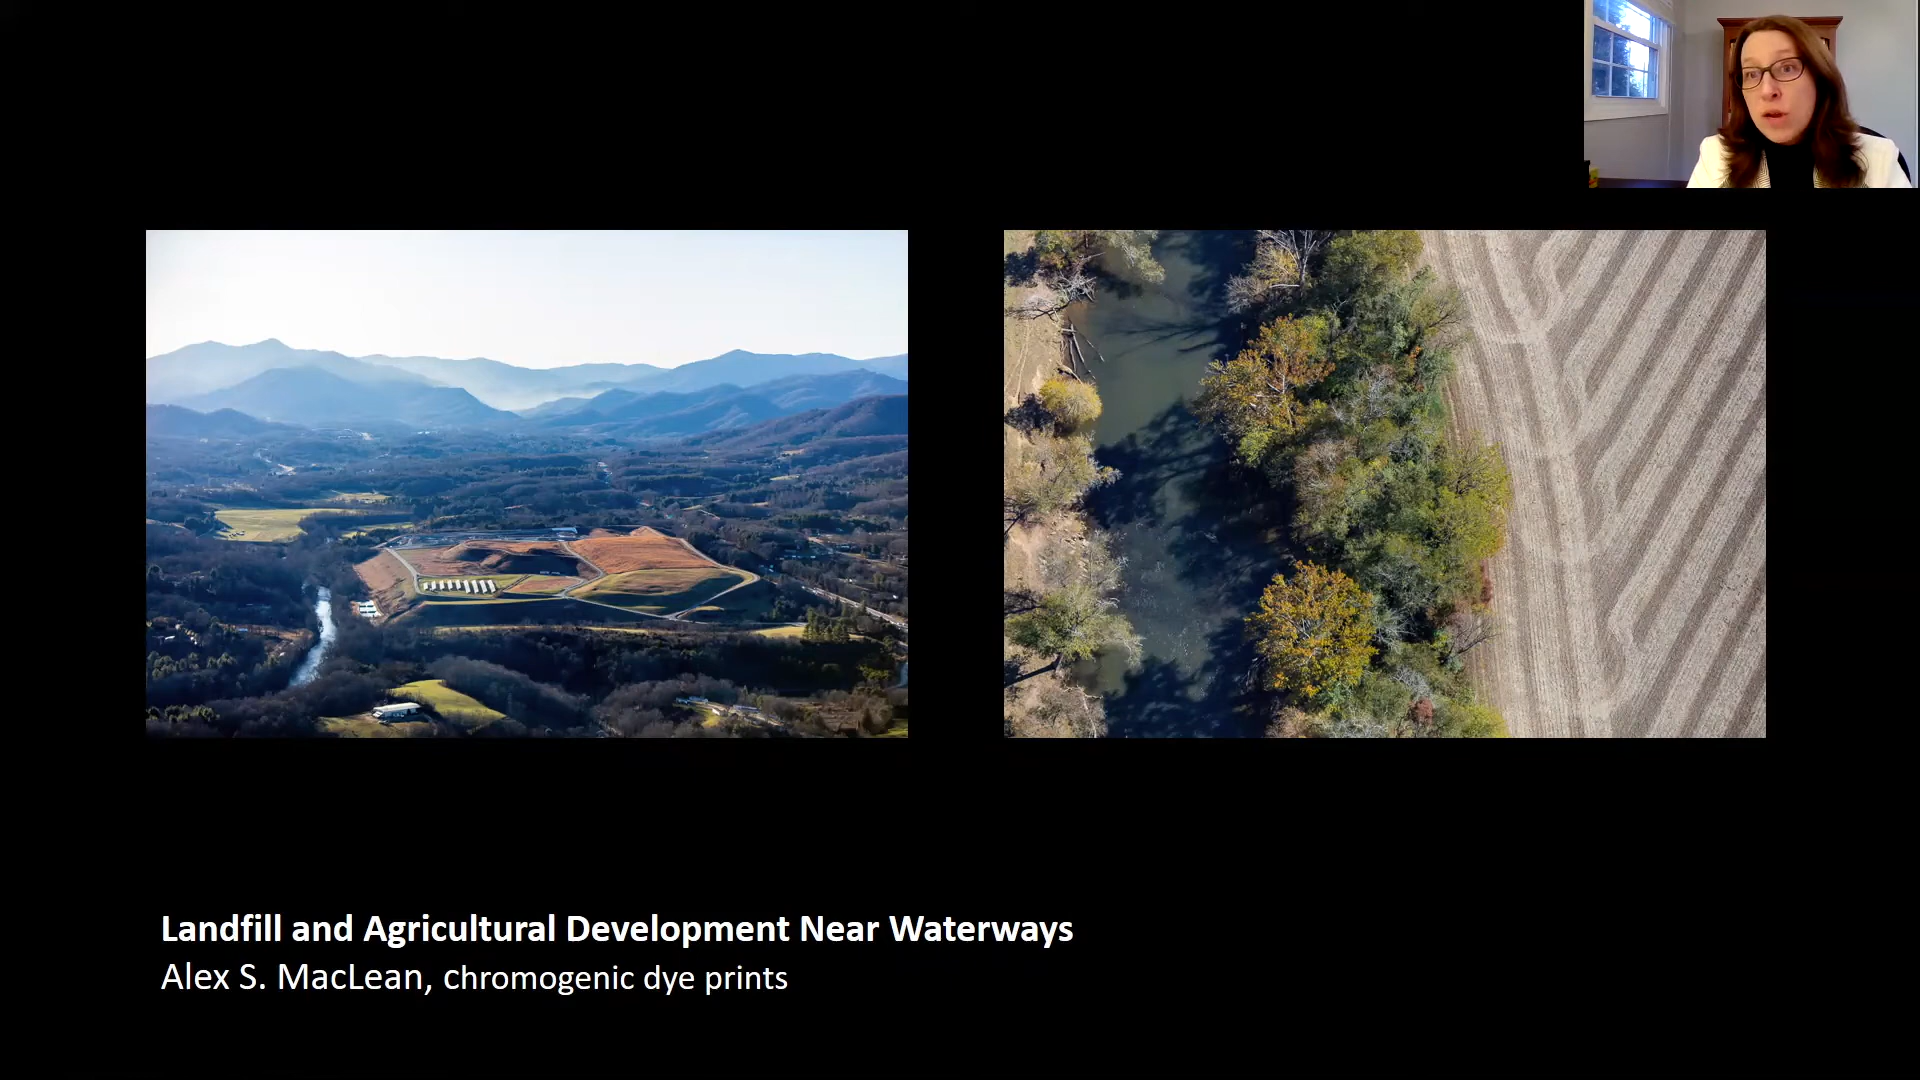 Landfill and Agricultural Development Near Waterways
Alex S. MacLean, chromogenic dye prints